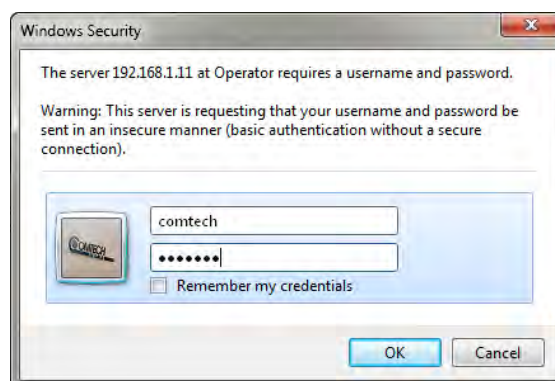 Windows Security
The server 192.168.1.11 at Operator requires a username and password.
Warning: This server is requesting that your username and password be
sent in an insecure manner (basic authentication without a secure
connection).
comtech
•••••••
COMTECH
Remember my credentials
OK
Cancel